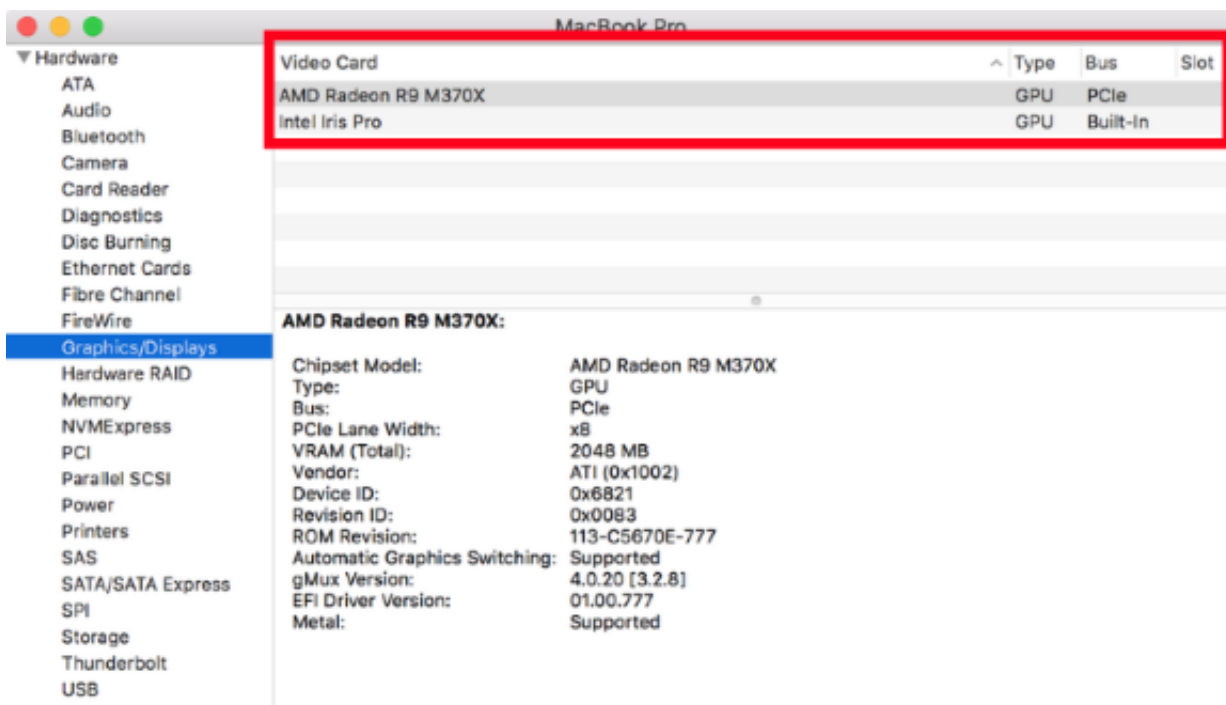 MacBook Pro
Hardware
ATA
Audio
Bluetooth
Camera
Card Reader
Diagnostics
Disc Burning
Ethernet Cards
Fibre Channel
FireWire
Graphics/Displays
Hardware RAID
Memory
NVMExpress
PCI
Parallel SCSI
Power
Printers
SAS
SATA/SATA Express
SPI
Storage
Thunderbolt
USB
Video Card Type Bus Slot
AMD Radeon R9 M370X GPU PCIe
Intel Iris Pro GPU Built-In
AMD Radeon R9 M370X:
Chipset Model: AMD Radeon R9 M370X
Type: GPU
Bus: PCIe
PCIe Lane Width: x8
VRAM (Total): 2048 MB
Vendor: ATI (0x1002)
Device ID: 0x6821
Revision ID: 0x0083
ROM Revision: 113-C5670E-777
Automatic Graphics Switching: Supported
gMux Version: 4.0.20 [3.2.8]
EFI Driver Version: 01.00.777
Metal: Supported